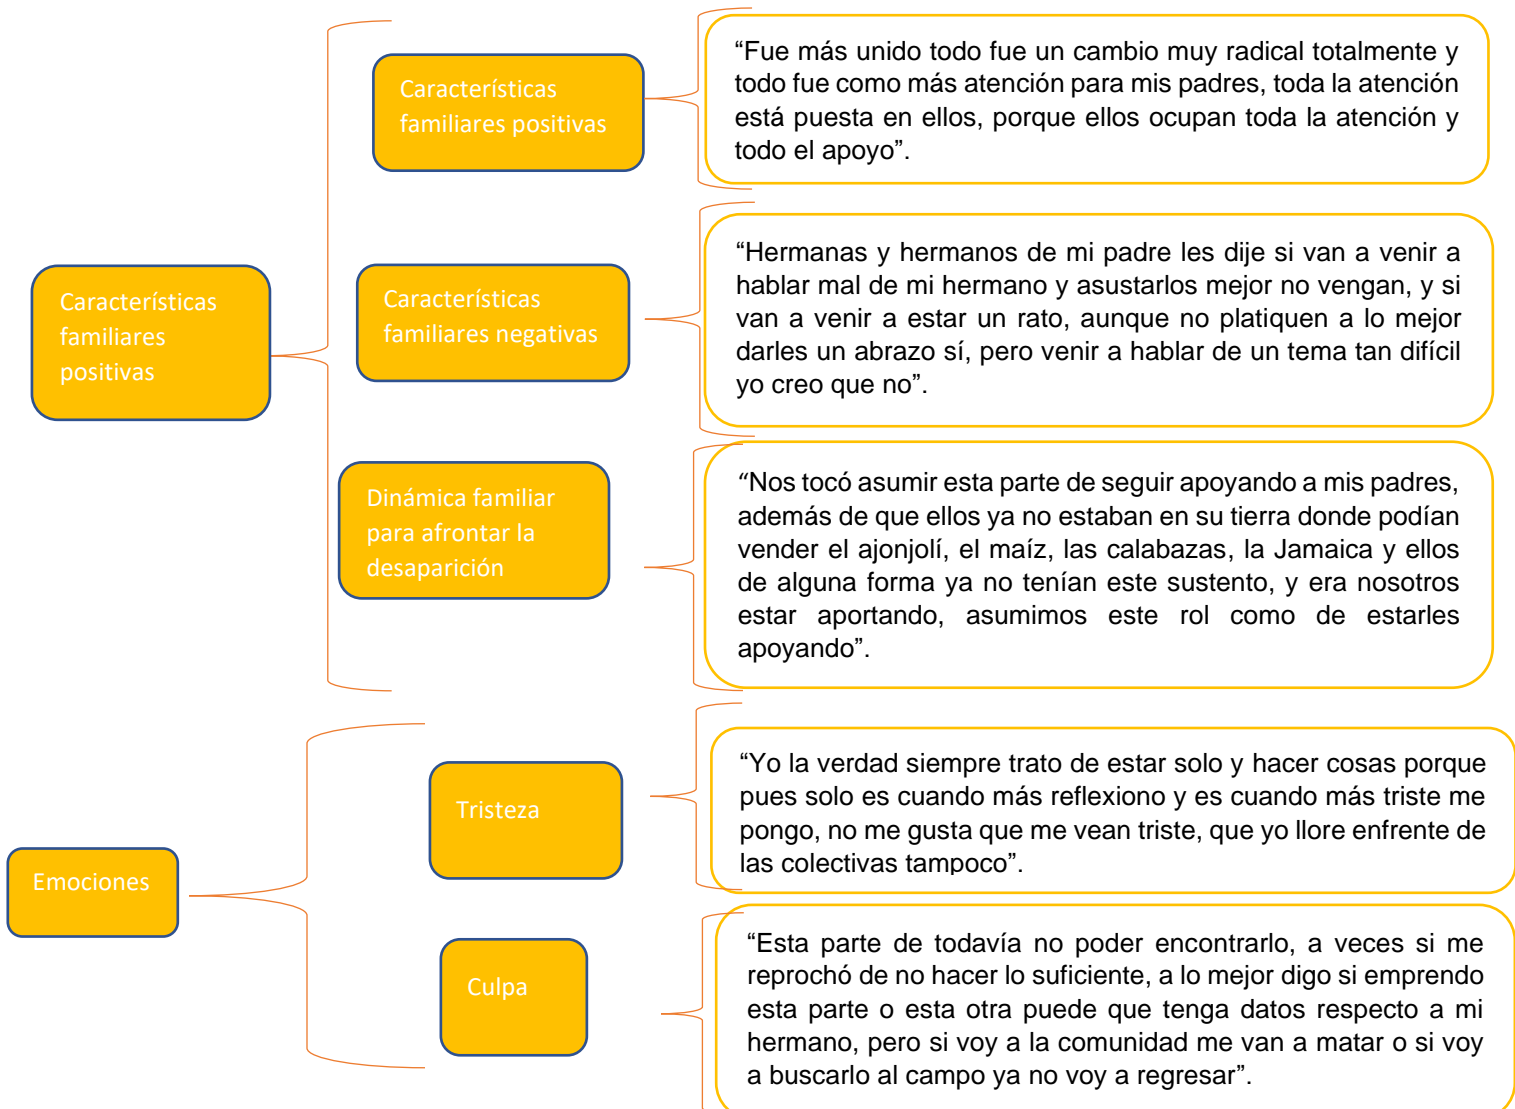 Características
familiares
positivas
Características
familiares positivas
“Fue más unido todo fue un cambio muy radical totalmente y
todo fue como más atención para mis padres, toda la atención
está puesta en ellos, porque ellos ocupan toda la atención y
todo el apoyo”.
Características
familiares negativas
“Hermanas y hermanos de mi padre les dije si van a venir a
hablar mal de mi hermano y asustarlos mejor no vengan, y si
van a venir a estar un rato, aunque no platiquen a lo mejor
darles un abrazo sí, pero venir a hablar de un tema tan difícil
yo creo que no”.
Dinámica familiar
para afrontar la
desaparición
“Nos tocó asumir esta parte de seguir apoyando a mis padres,
además de que ellos ya no estaban en su tierra donde podían
vender el ajonjolí, el maíz, las calabazas, la Jamaica y ellos
de alguna forma ya no tenían este sustento, y era nosotros
estar aportando, asumimos este rol como de estarles
apoyando”.
Emociones
Tristeza
“Yo la verdad siempre trato de estar solo y hacer cosas porque
pues solo es cuando más reflexiono y es cuando más triste me
pongo, no me gusta que me vean triste, que yo llore enfrente de
las colectivas tampoco”.
Culpa
“Esta parte de todavía no poder encontrarlo, a veces si me
reprochó de no hacer lo suficiente, a lo mejor digo si emprendo
esta parte o esta otra puede que tenga datos respecto a mi
hermano, pero si voy a la comunidad me van a matar o si voy
a buscarlo al campo ya no voy a regresar”.